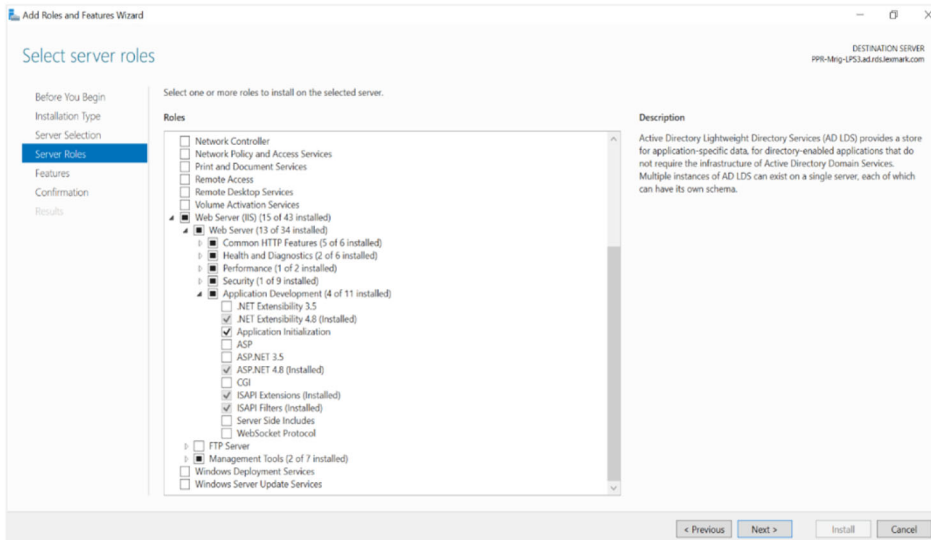 Add Roles and Features Wizard
Select server roles
DESTINATION SERVER
PPR-Mrig-LPS3.ad.rds.lexmark.com
Before You Begin
Installation Type
Server Selection
Server Roles
Features
Confirmation
Results
Select one or more roles to install on the selected server.
Roles
Network Controller
Network Policy and Access Services
Print and Document Services
Remote Access
Remote Desktop Services
Volume Activation Services
Web Server (IIS) (15 of 43 installed)
Web Server (13 of 34 installed)
Common HTTP Features (5 of 6 installed)
Health and Diagnostics (2 of 6 installed)
Performance (1 of 2 installed)
Security (1 of 9 installed)
Application Development (4 of 11 installed)
.NET Extensibility 3.5
.NET Extensibility 4.8 (Installed)
Application Initialization
ASP
ASP.NET 3.5
ASP.NET 4.8 (Installed)
CGI
ISAPI Extensions (Installed)
ISAPI Filters (Installed)
Server Side Includes
WebSocket Protocol
FTP Server
Management Tools (2 of 7 installed)
Windows Deployment Services
Windows Server Update Services
Description
Active Directory Lightweight Directory Services (AD LDS) provides a store
for application-specific data, for directory-enabled applications that do
not require the infrastructure of Active Directory Domain Services.
Multiple instances of AD LDS can exist on a single server, each of which
can have its own schema.
< Previous
Next >
Install
Cancel